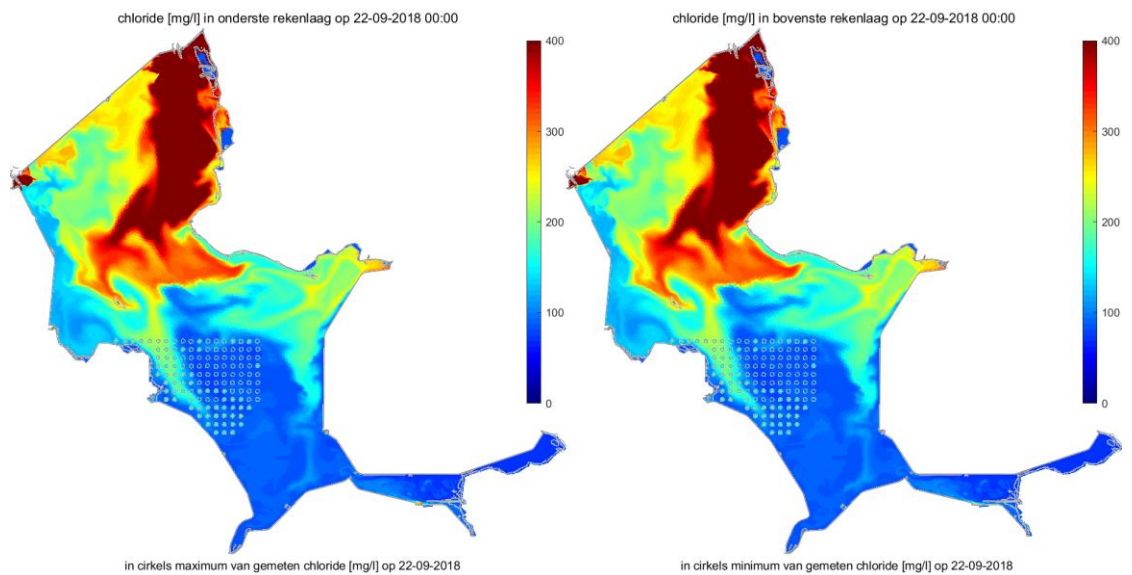 chloride [mg/l] in onderste rekenlaag op 22-09-2018 00:00
400
300
200
100
0
in cirkels maximum van gemeten chloride [mg/l] op 22-09-2018
chloride [mg/l] in bovenste rekenlaag op 22-09-2018 00:00
400
300
200
100
0
in cirkels minimum van gemeten chloride [mg/l] op 22-09-2018